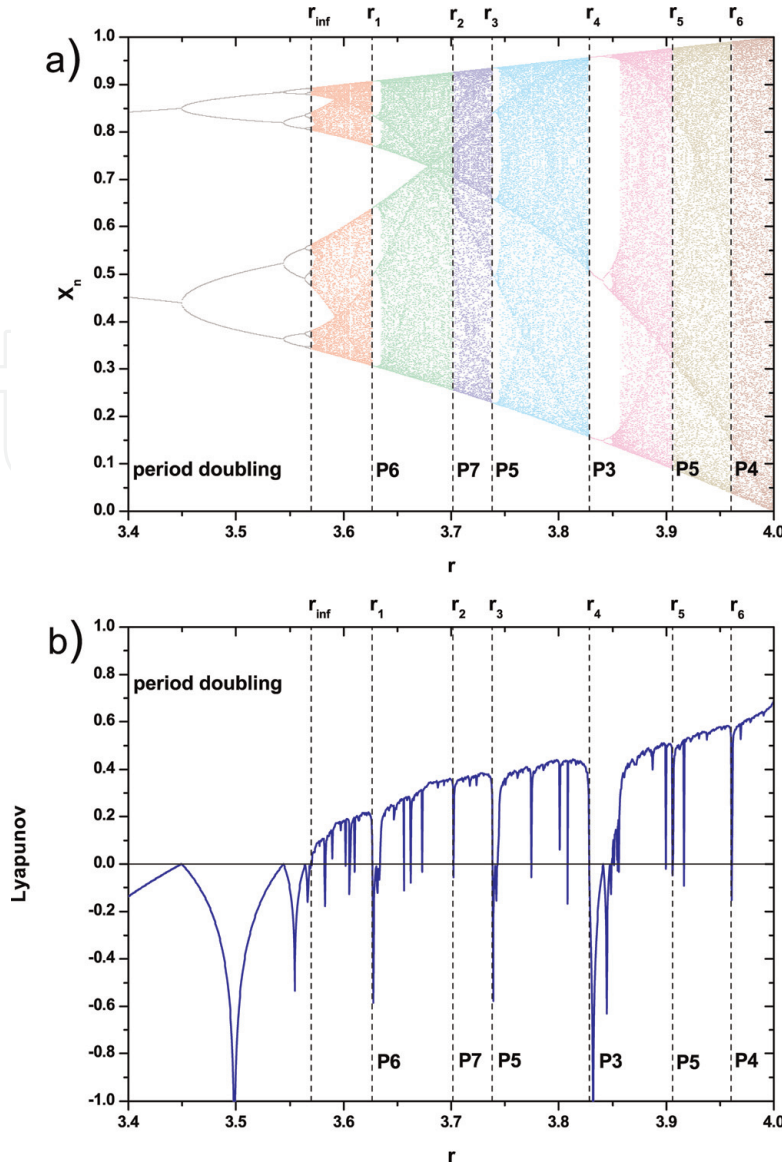 r_inf r_1 r_2 r_3 r_4 r_5 r_6
a)
1.0
0.9
0.8
0.7
0.6
0.5
0.4
0.3
0.2
0.1
0.0
X_n
period doubling P6 P7 P5 P3 P5 P4
3.4 3.5 3.6 3.7 3.8 3.9 4.0
r
r_inf r_1 r_2 r_3 r_4 r_5 r_6
b)
period doubling
1.0
0.8
0.6
0.4
0.2
0.0
-0.2
-0.4
-0.6
-0.8
-1.0
Lyapunov
P6 P7 P5 P3 P5 P4
3.4 3.5 3.6 3.7 3.8 3.9 4.0
r